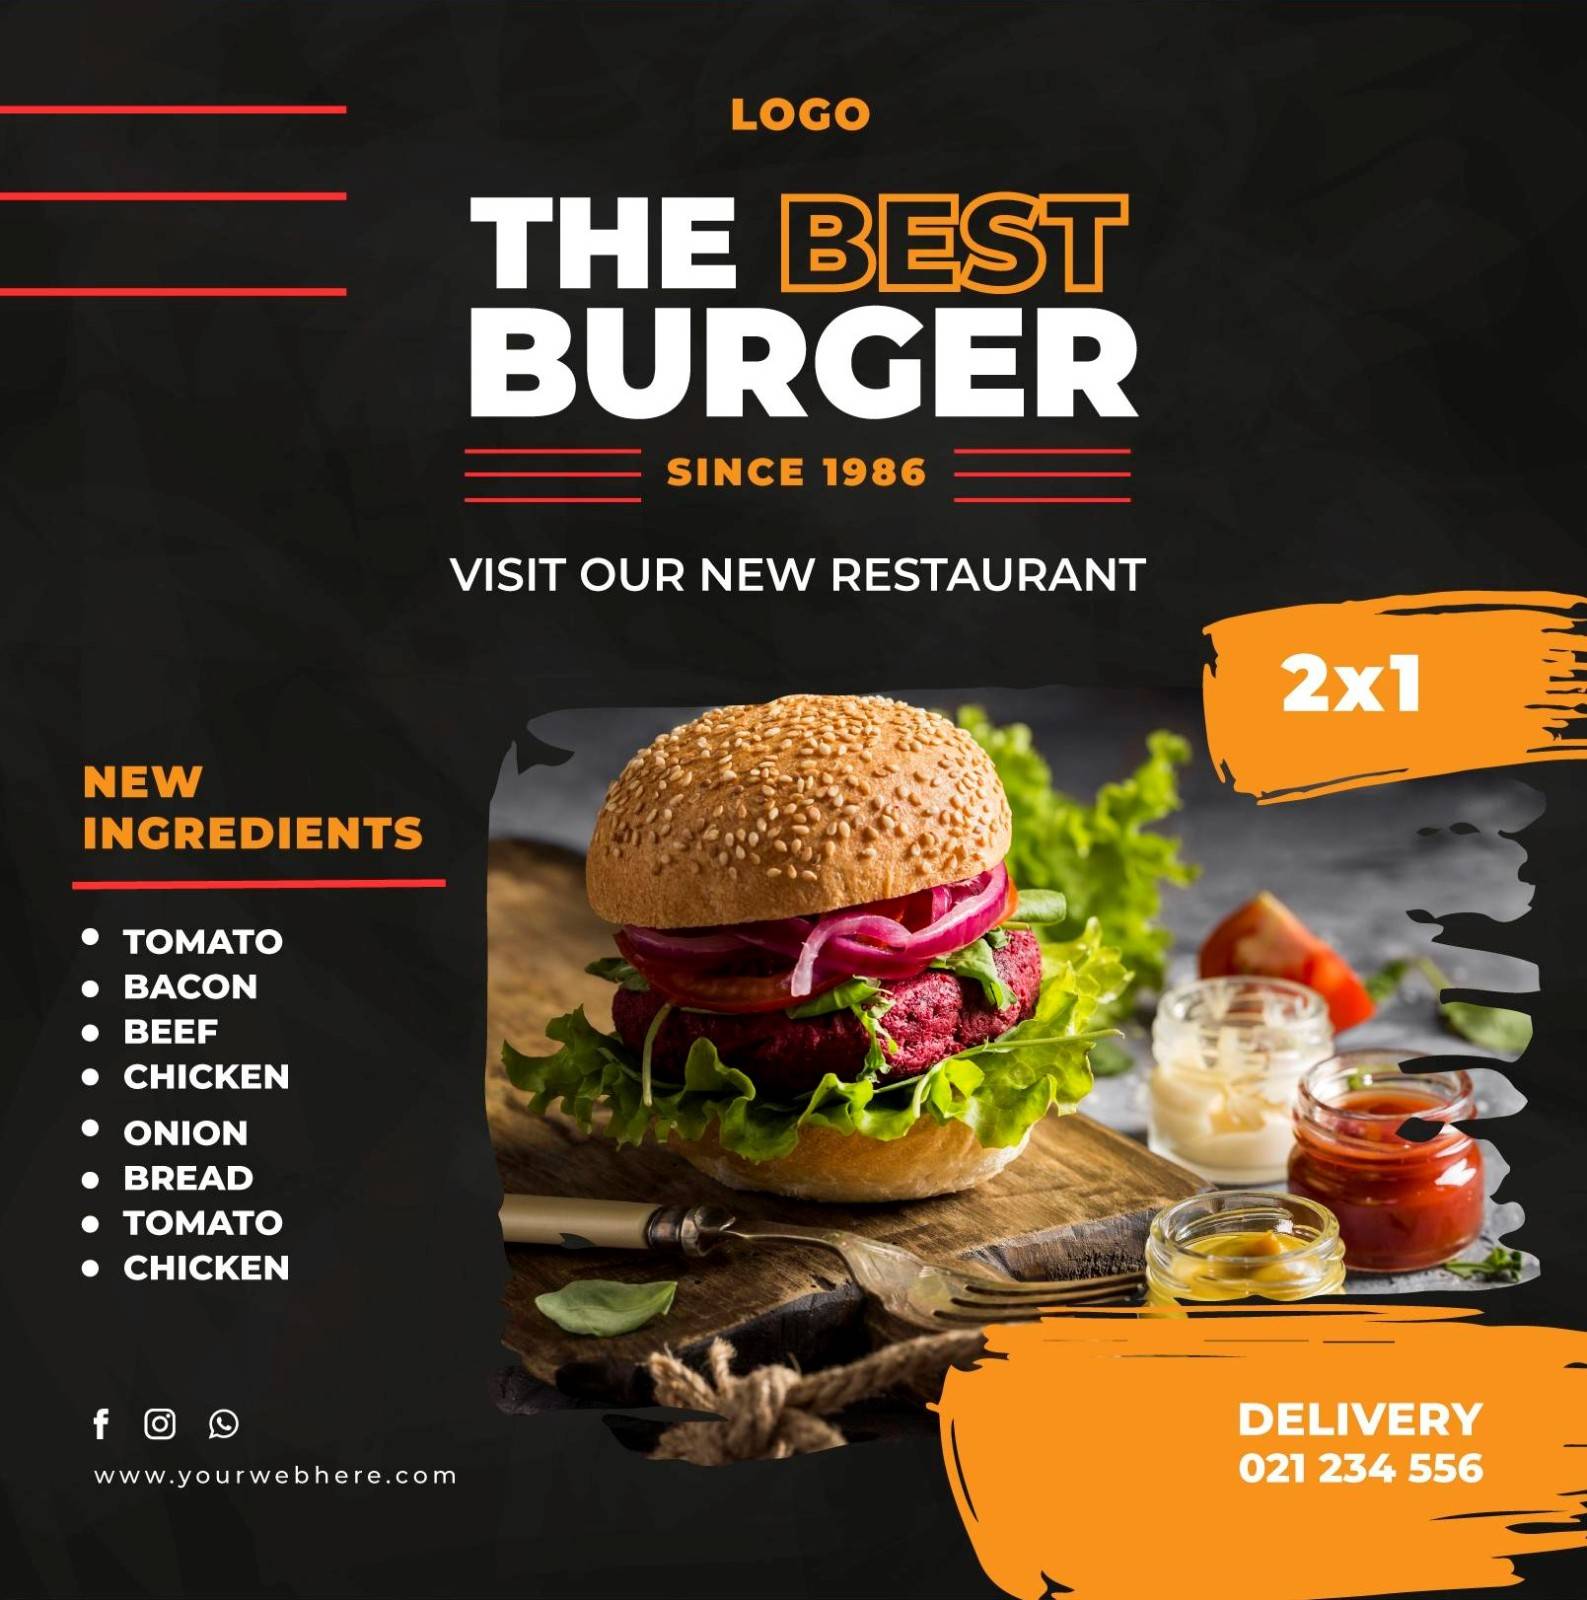 LOGO
THE BEST
BURGER
SINCE 1986
VISIT OUR NEW RESTAURANT
2x1
NEW
INGREDIENTS
TOMATO
BACON
BEEF
CHICKEN
ONION
BREAD
TOMATO
CHICKEN
www.yourwebhere.com
DELIVERY
021 234 556